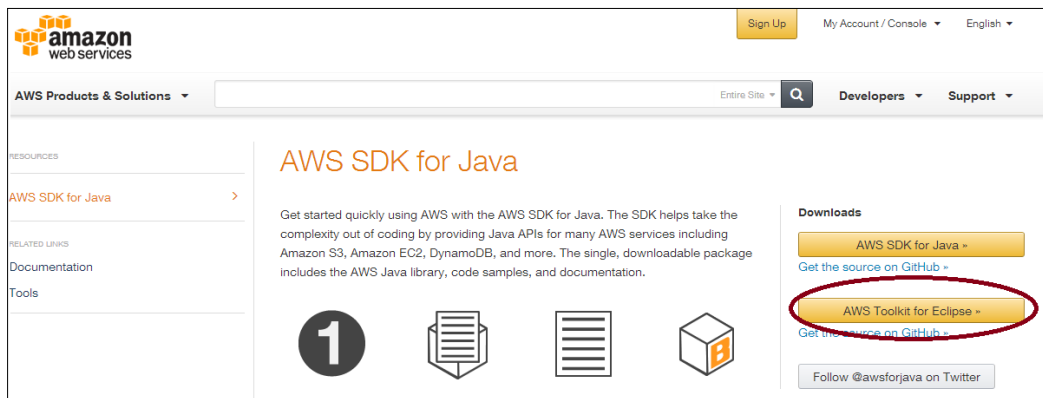 amazon
web services
Sign Up
My Account / Console
English
AWS Products & Solutions
Entire Site
Developers
Support
RESOURCES
AWS SDK for Java
RELATED LINKS
Documentation
Tools
AWS SDK for Java
Get started quickly using AWS with the AWS SDK for Java. The SDK helps take the
complexity out of coding by providing Java APIs for many AWS services including
Amazon S3, Amazon EC2, DynamoDB, and more. The single, downloadable package
includes the AWS Java library, code samples, and documentation.
1
B
Downloads
AWS SDK for Java »
Get the source on GitHub »
AWS Toolkit for Eclipse »
Get the source on GitHub »
Follow @awsforjava on Twitter